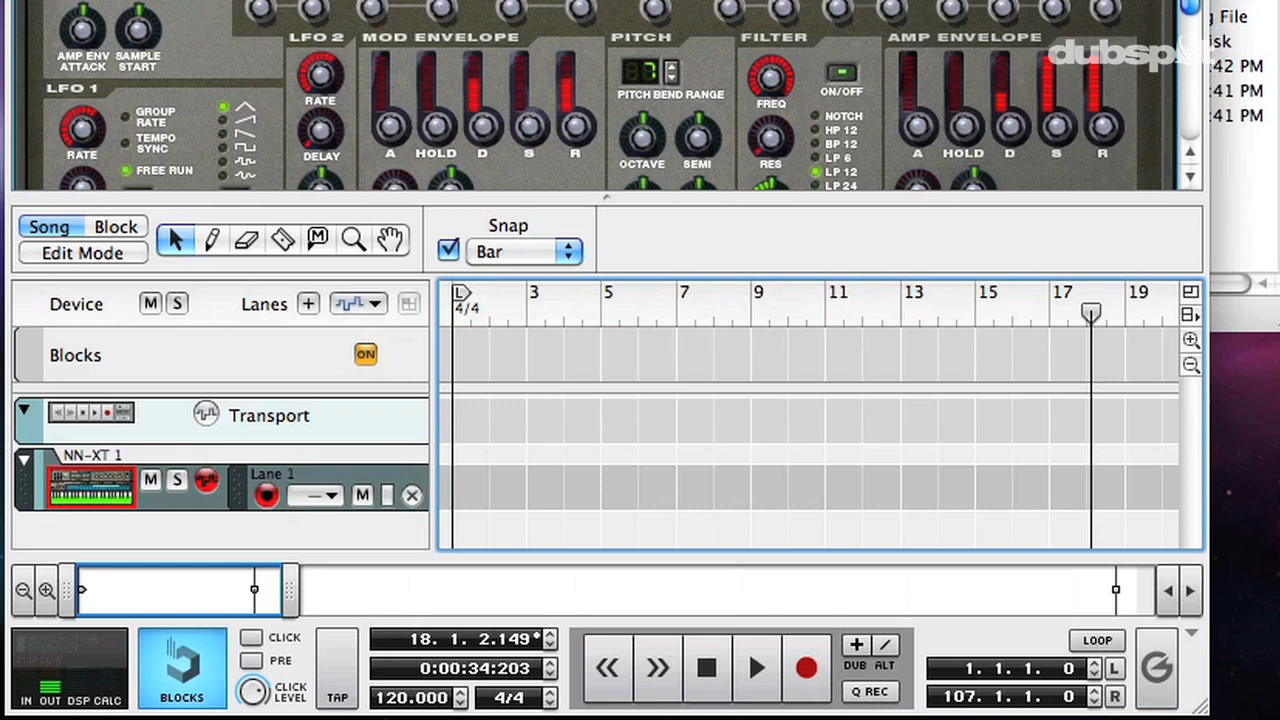 g File
isk
:42 PM
:41 PM
:41 PM
dubspot
AMP ENV ATTACK
SAMPLE START
LFO 1
RATE
GROUP RATE
TEMPO SYNC
FREE RUN
LFO 2
RATE
DELAY
MOD ENVELOPE
A HOLD D S R
PITCH
7
PITCH BEND RANGE
OCTAVE SEMI
FILTER
FREQ
RES
ON/OFF
NOTCH
HP 12
BP 12
LP 6
LP 12
LP 24
AMP ENVELOPE
A HOLD D S R
Song Block
Edit Mode
M
Snap
Bar
Device M S Lanes +
L 3 5 7 9 11 13 15 17 19
4/4
Blocks ON
Transport
NN-XT 1
M S Lane 1
— M
IN OUT DSP CALC
BLOCKS
CLICK
PRE
CLICK LEVEL
TAP
18. 1. 2.149*
0:00:34:203
120.000 4/4
DUB ALT
Q REC
LOOP
1. 1. 1. 0 L
107. 1. 1. 0 R